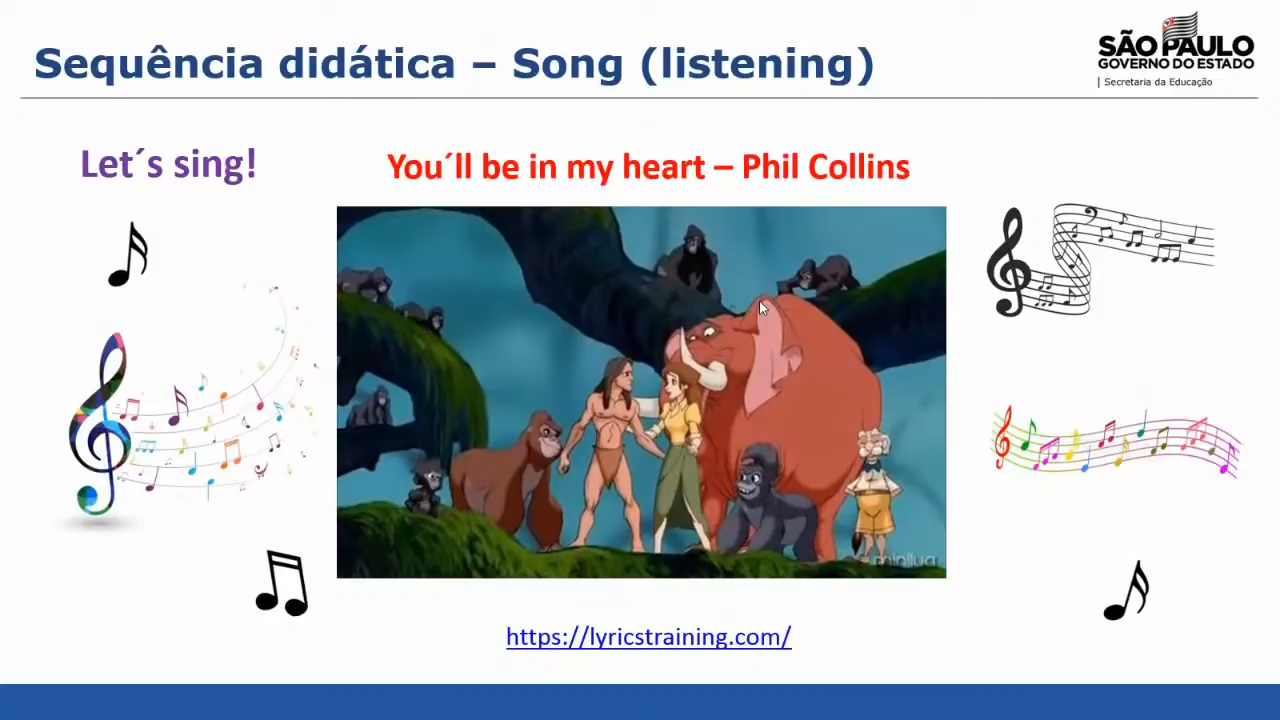 Sequência didática – Song (listening)
SÃO PAULO
GOVERNO DO ESTADO
| Secretaria da Educação
Let´s sing!
You´ll be in my heart – Phil Collins
minilua
https://lyricstraining.com/